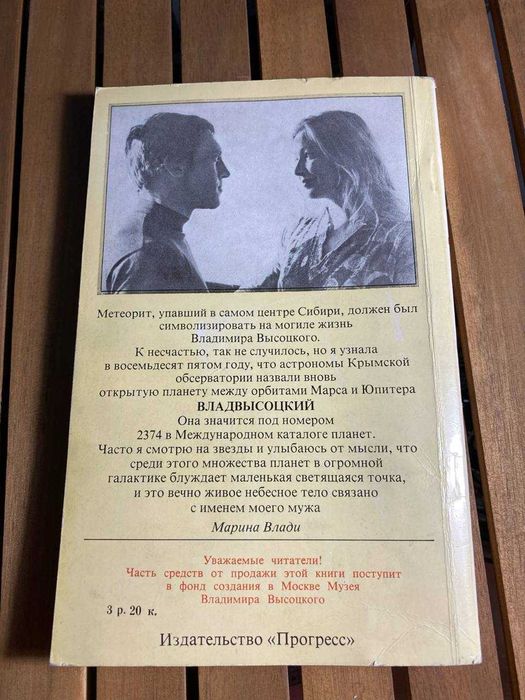 Метеорит, упавший в самом центре Сибири, должен был
символизировать на могиле жизнь
Владимира Высоцкого.
К несчастью, так не случилось, но я узнала
в восемьдесят пятом году, что астрономы Крымской
обсерватории назвали вновь
открытую планету между орбитами Марса и Юпитера
ВЛАДВЫСОЦКИЙ
Она значится под номером
2374 в Международном каталоге планет.
Часто я смотрю на звезды и улыбаюсь от мысли, что
среди этого множества планет в огромной
галактике блуждает маленькая светящаяся точка,
и это вечно живое небесное тело связано
с именем моего мужа
Марина Влади
Уважаемые читатели!
Часть средств от продажи этой книги поступит
в фонд создания в Москве Музея
Владимира Высоцкого
3 р. 20 к.
Издательство «Прогресс»